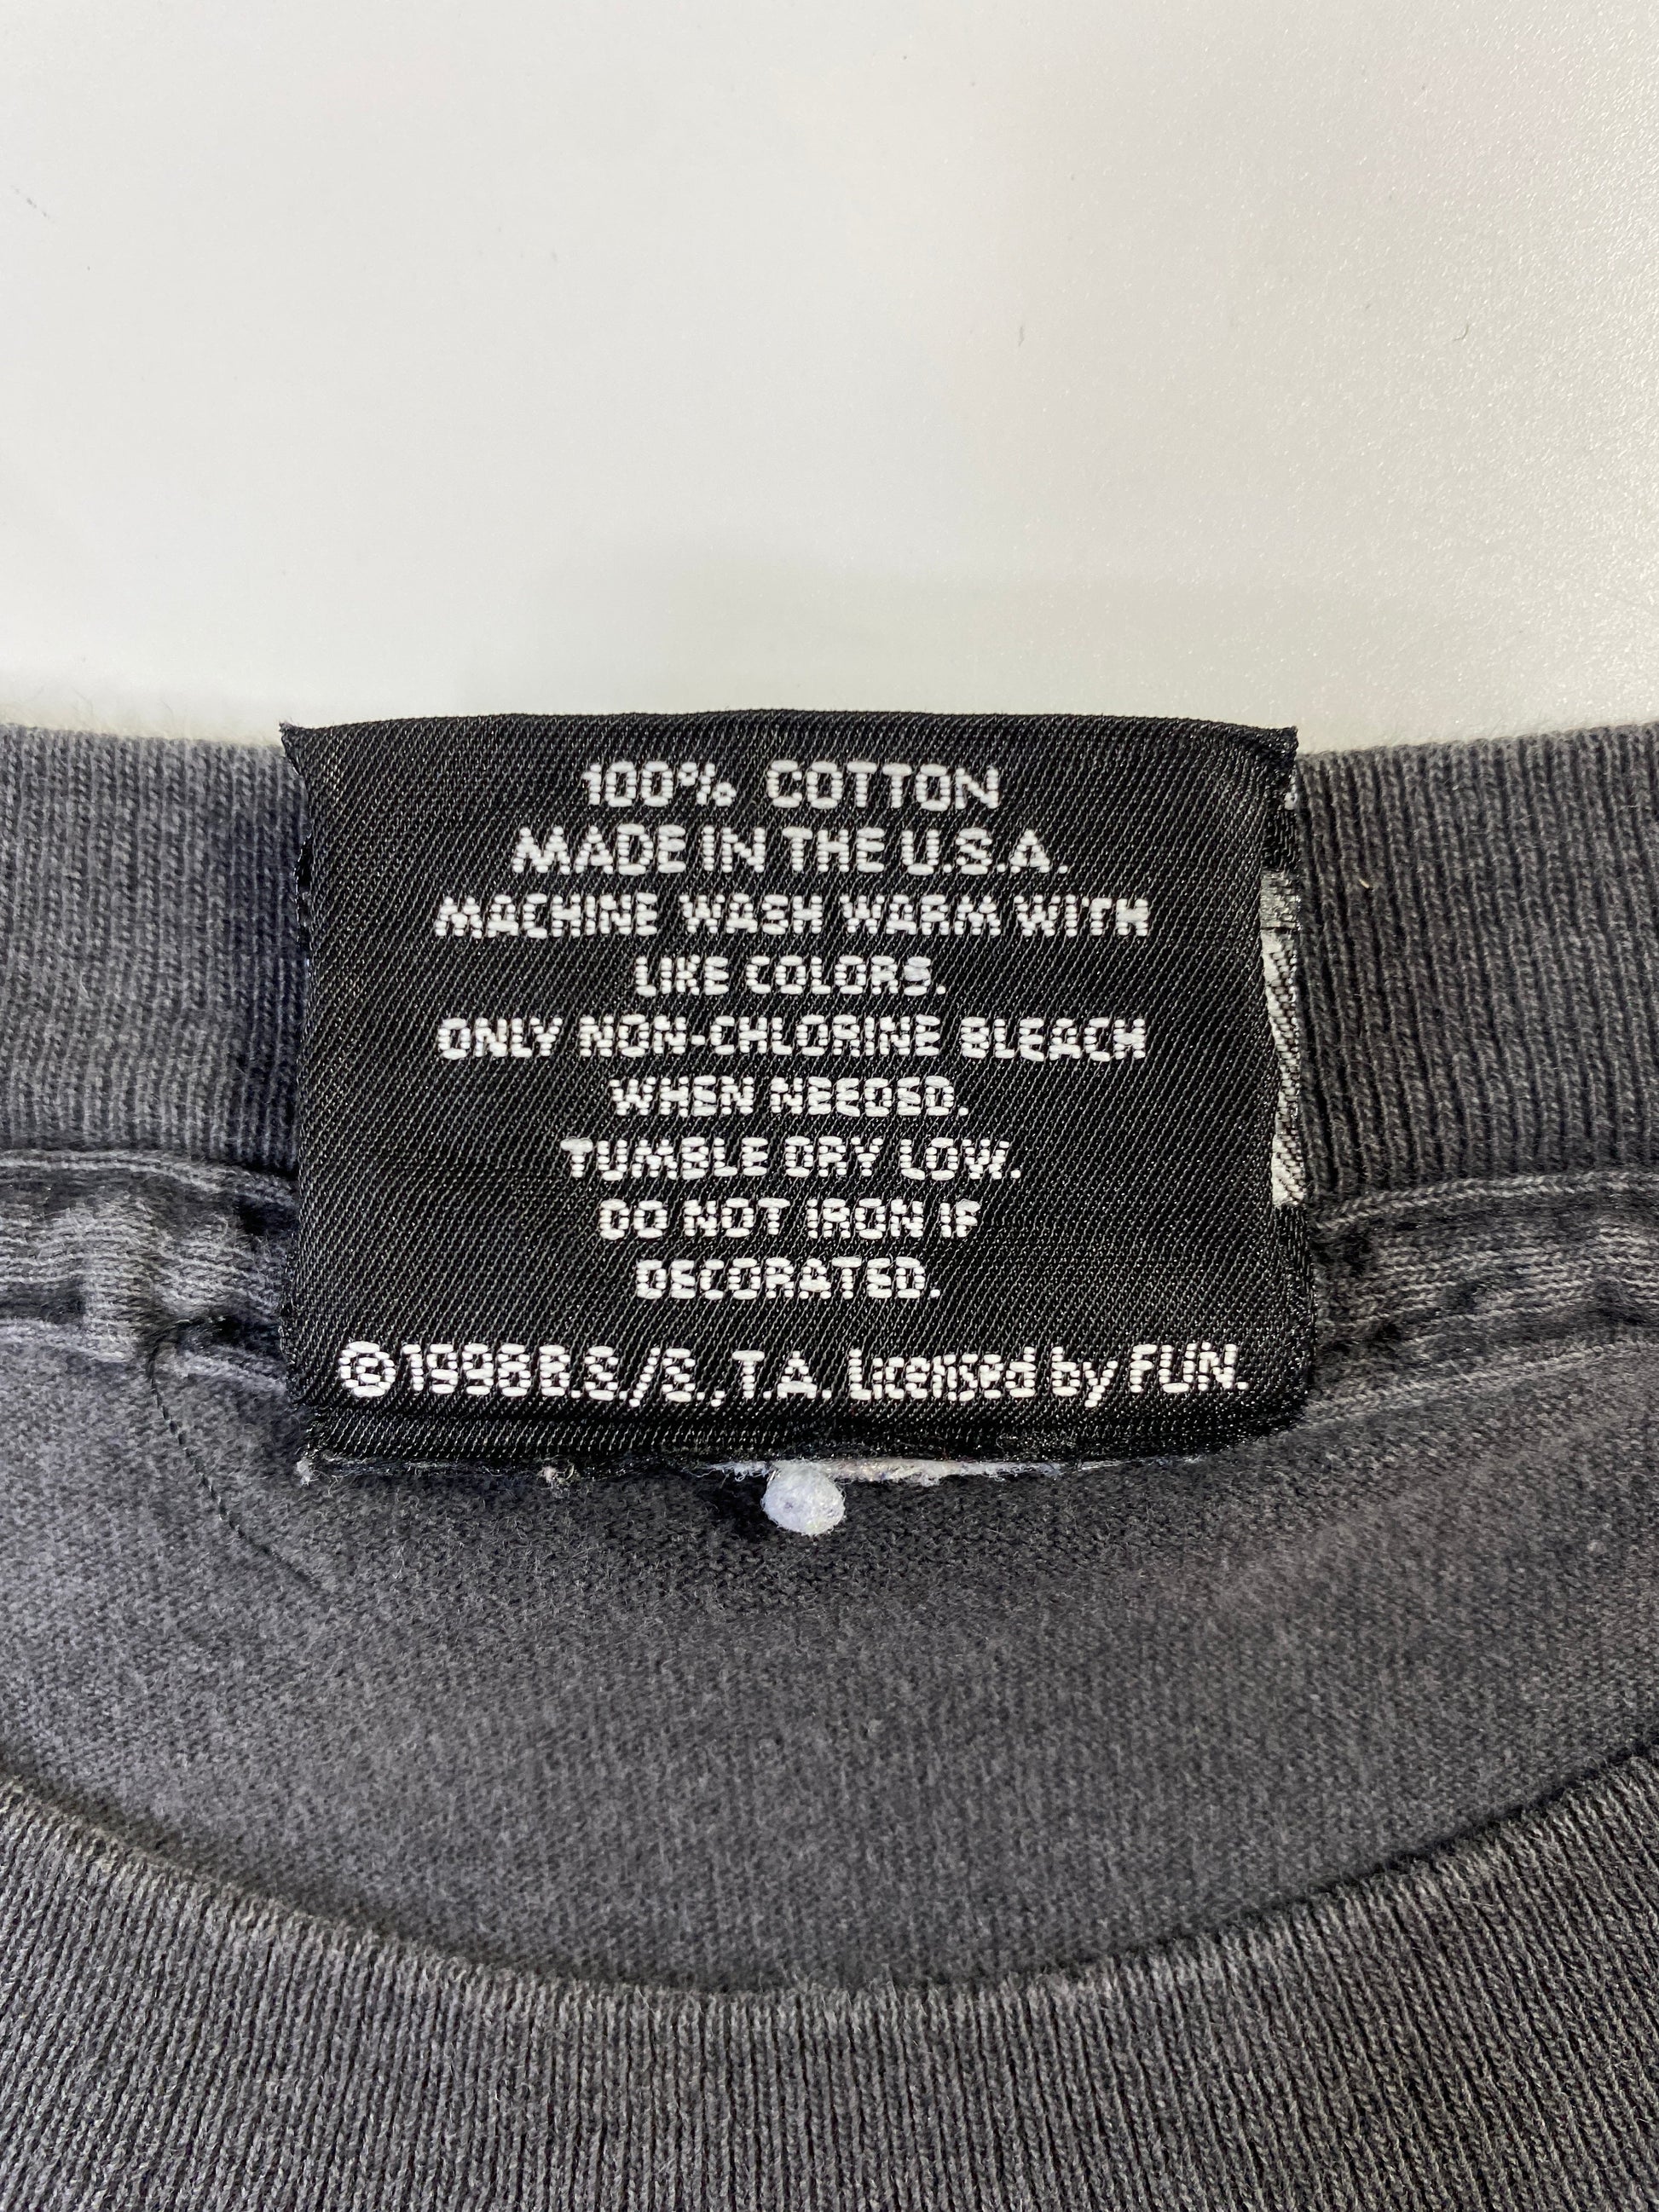 100% COTTON
MADE IN THE U.S.A.
MACHINE WASH WARM WITH
LIKE COLORS.
ONLY NON-CHLORINE BLEACH
WHEN NEEDED.
TUMBLE DRY LOW.
DO NOT IRON IF
DECORATED.
©1998 B.S./S., T.A. Licensed by FUN.